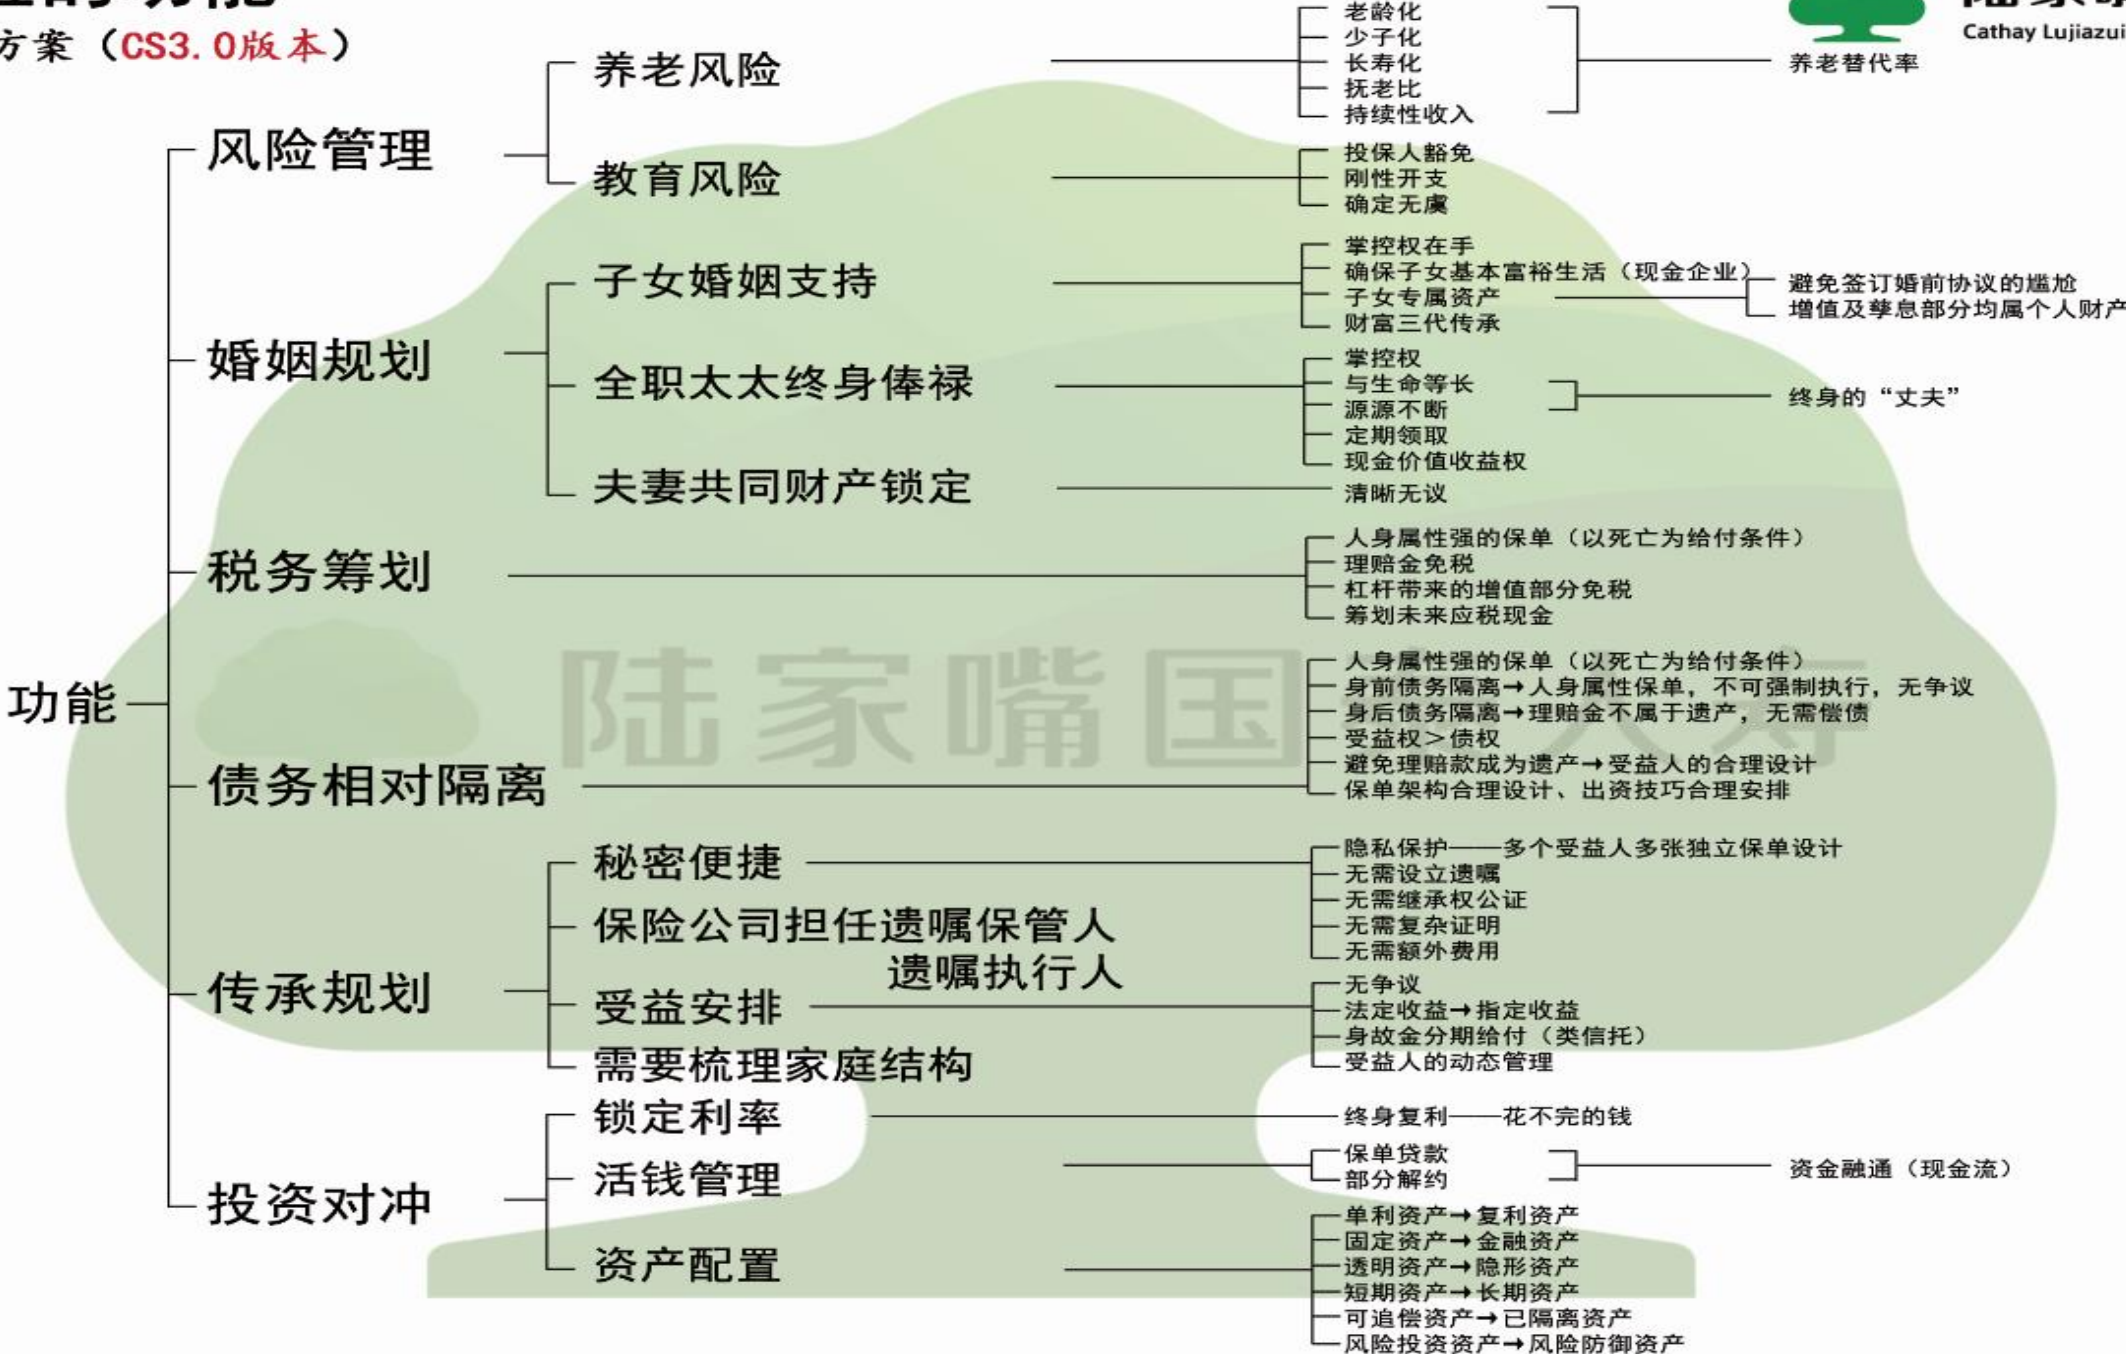 的功能
方案（CS3.0版本）
Cathay Lujiazui
功能
风险管理
养老风险
老龄化
少子化
长寿化
抚老比
持续性收入
养老替代率
教育风险
投保人豁免
刚性开支
确定无虞
婚姻规划
子女婚姻支持
掌控权在手
确保子女基本富裕生活（现金企业）
子女专属资产
财富三代传承
避免签订婚前协议的尴尬
增值及孳息部分均属个人财产
全职太太终身俸禄
掌控权
与生命等长
源源不断
定期领取
现金价值收益权
终身的“丈夫”
夫妻共同财产锁定
清晰无议
税务筹划
人身属性强的保单（以死亡为给付条件）
理赔金免税
杠杆带来的增值部分免税
筹划未来应税现金
债务相对隔离
人身属性强的保单（以死亡为给付条件）
身前债务隔离→人身属性保单，不可强制执行，无争议
身后债务隔离→理赔金不属于遗产，无需偿债
受益权＞债权
避免理赔款成为遗产→受益人的合理设计
保单架构合理设计、出资技巧合理安排
传承规划
秘密便捷
隐私保护——多个受益人多张独立保单设计
无需设立遗嘱
无需继承权公证
无需复杂证明
无需额外费用
保险公司担任遗嘱保管人
遗嘱执行人
受益安排
无争议
法定收益→指定收益
身故金分期给付（类信托）
受益人的动态管理
需要梳理家庭结构
投资对冲
锁定利率
终身复利——花不完的钱
活钱管理
保单贷款
部分解约
资金融通（现金流）
资产配置
单利资产→复利资产
固定资产→金融资产
透明资产→隐形资产
短期资产→长期资产
可追偿资产→已隔离资产
风险投资资产→风险防御资产
陆家嘴国 人寿